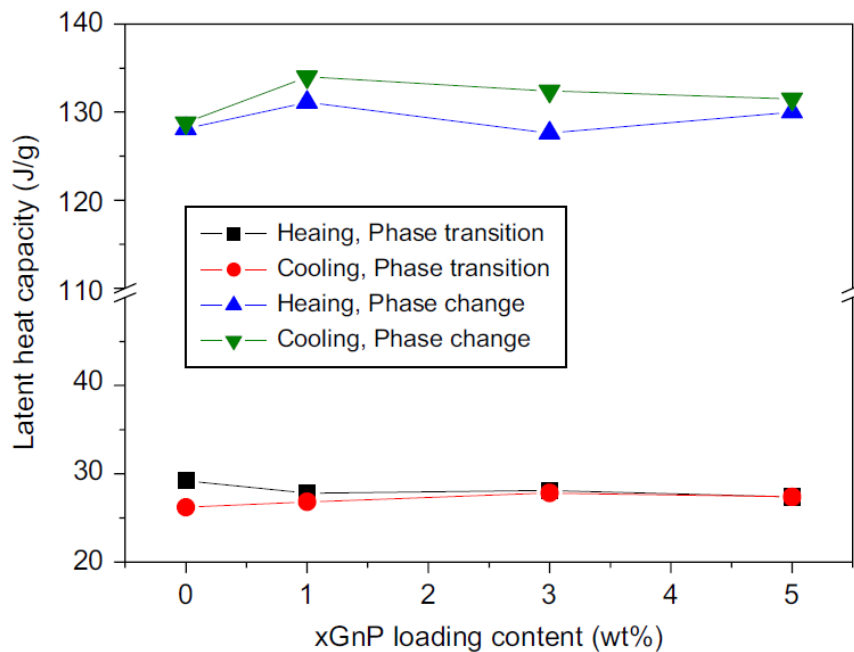 140
130
120
110
40
30
20
Latent heat capacity (J/g)
Heaing, Phase transition
Cooling, Phase transition
Heaing, Phase change
Cooling, Phase change
0 1 2 3 4 5
xGnP loading content (wt%)